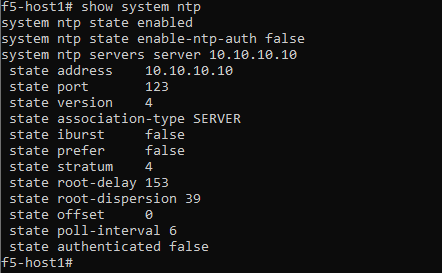 f5-host1# show system ntp
system ntp state enabled
system ntp state enable-ntp-auth false
system ntp servers server 10.10.10.10
 state address    10.10.10.10
 state port       123
 state version    4
 state association-type SERVER
 state iburst     false
 state prefer     false
 state stratum    4
 state root-delay 153
 state root-dispersion 39
 state offset     0
 state poll-interval 6
 state authenticated false
f5-host1#